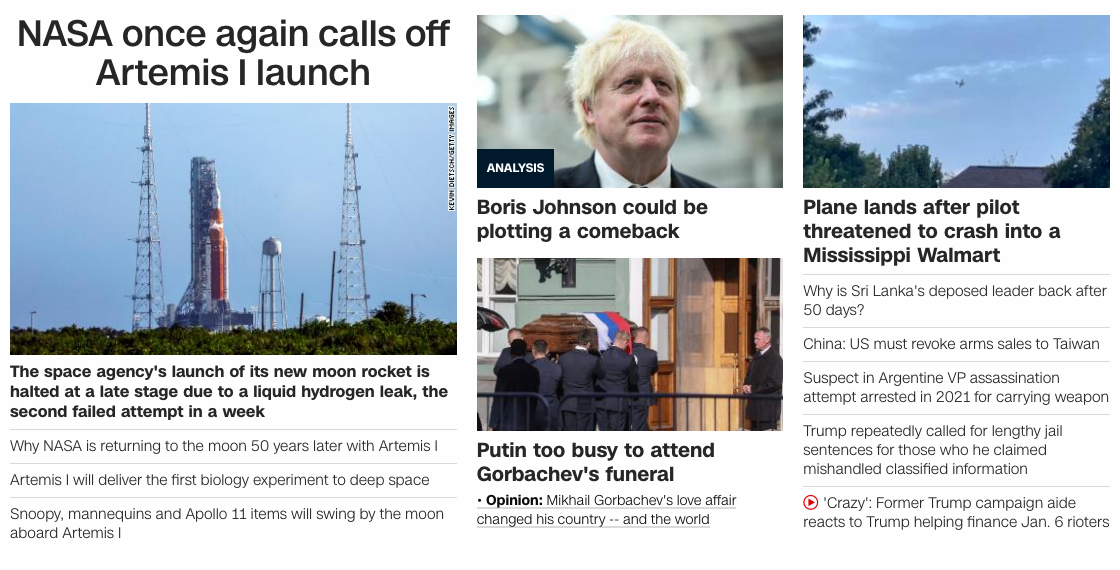 NASA once again calls off
Artemis I launch
KEVIN DIETSCH/GETTY IMAGES
The space agency's launch of its new moon rocket is
halted at a late stage due to a liquid hydrogen leak, the
second failed attempt in a week
Why NASA is returning to the moon 50 years later with Artemis I
Artemis I will deliver the first biology experiment to deep space
Snoopy, mannequins and Apollo 11 items will swing by the moon
aboard Artemis I
ANALYSIS
Boris Johnson could be
plotting a comeback
Putin too busy to attend
Gorbachev's funeral
• Opinion: Mikhail Gorbachev's love affair
changed his country -- and the world
Plane lands after pilot
threatened to crash into a
Mississippi Walmart
Why is Sri Lanka's deposed leader back after
50 days?
China: US must revoke arms sales to Taiwan
Suspect in Argentine VP assassination
attempt arrested in 2021 for carrying weapon
Trump repeatedly called for lengthy jail
sentences for those who he claimed
mishandled classified information
'Crazy': Former Trump campaign aide
reacts to Trump helping finance Jan. 6 rioters